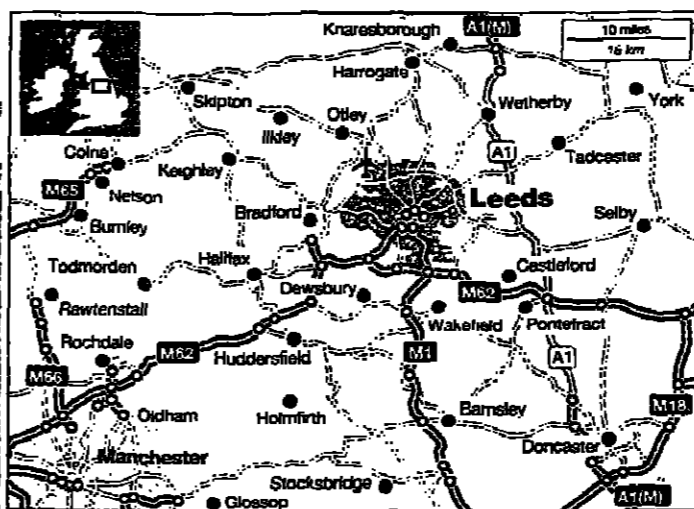 Knaresborough
A1(M)
10 miles
16 km
Harrogate
Skipton
Wetherby
York
Ilkley
Otley
Colne
Keighley
A1
Tadcaster
M65
Nelson
Leeds
Burnley
Bradford
Selby
Todmorden
Halifax
Castleford
Dewsbury
M62
Rawtenstall
Wakefield
Pontefract
Rochdale
M62
Huddersfield
M1
A1
M66
Oldham
Holmfirth
Barnsley
M18
Manchester
Doncaster
Stocksbridge
Glossop
A1(M)